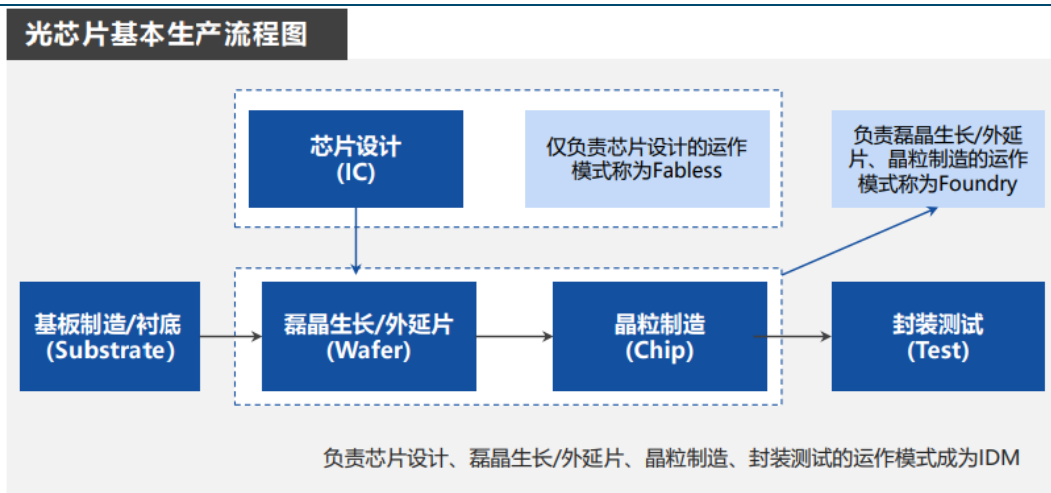 光芯片基本生产流程图
芯片设计
(IC)
仅负责芯片设计的运作
模式称为Fabless
负责磊晶生长/外延
片、晶粒制造的运作
模式称为Foundry
基板制造/衬底
(Substrate)
磊晶生长/外延片
(Wafer)
晶粒制造
(Chip)
封装测试
(Test)
负责芯片设计、磊晶生长/外延片、晶粒制造、封装测试的运作模式成为IDM